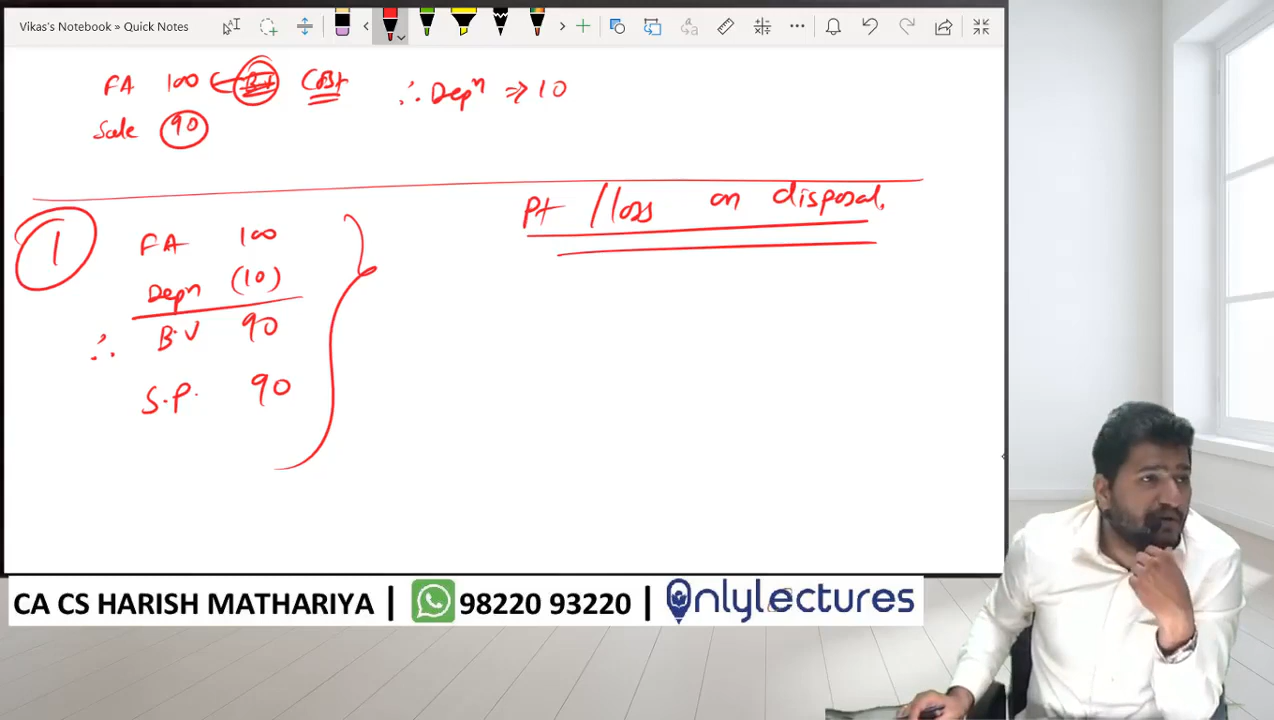 Vikas's Notebook » Quick Notes
FA 100 Cost ∴ Depⁿ ⇒ 10
Sale 90
Pt / loss on disposal.
1
FA 100
Depⁿ (10)
∴ B.V 90
S.P. 90
CA CS HARISH MATHARIYA | 98220 93220 | Onlylectures